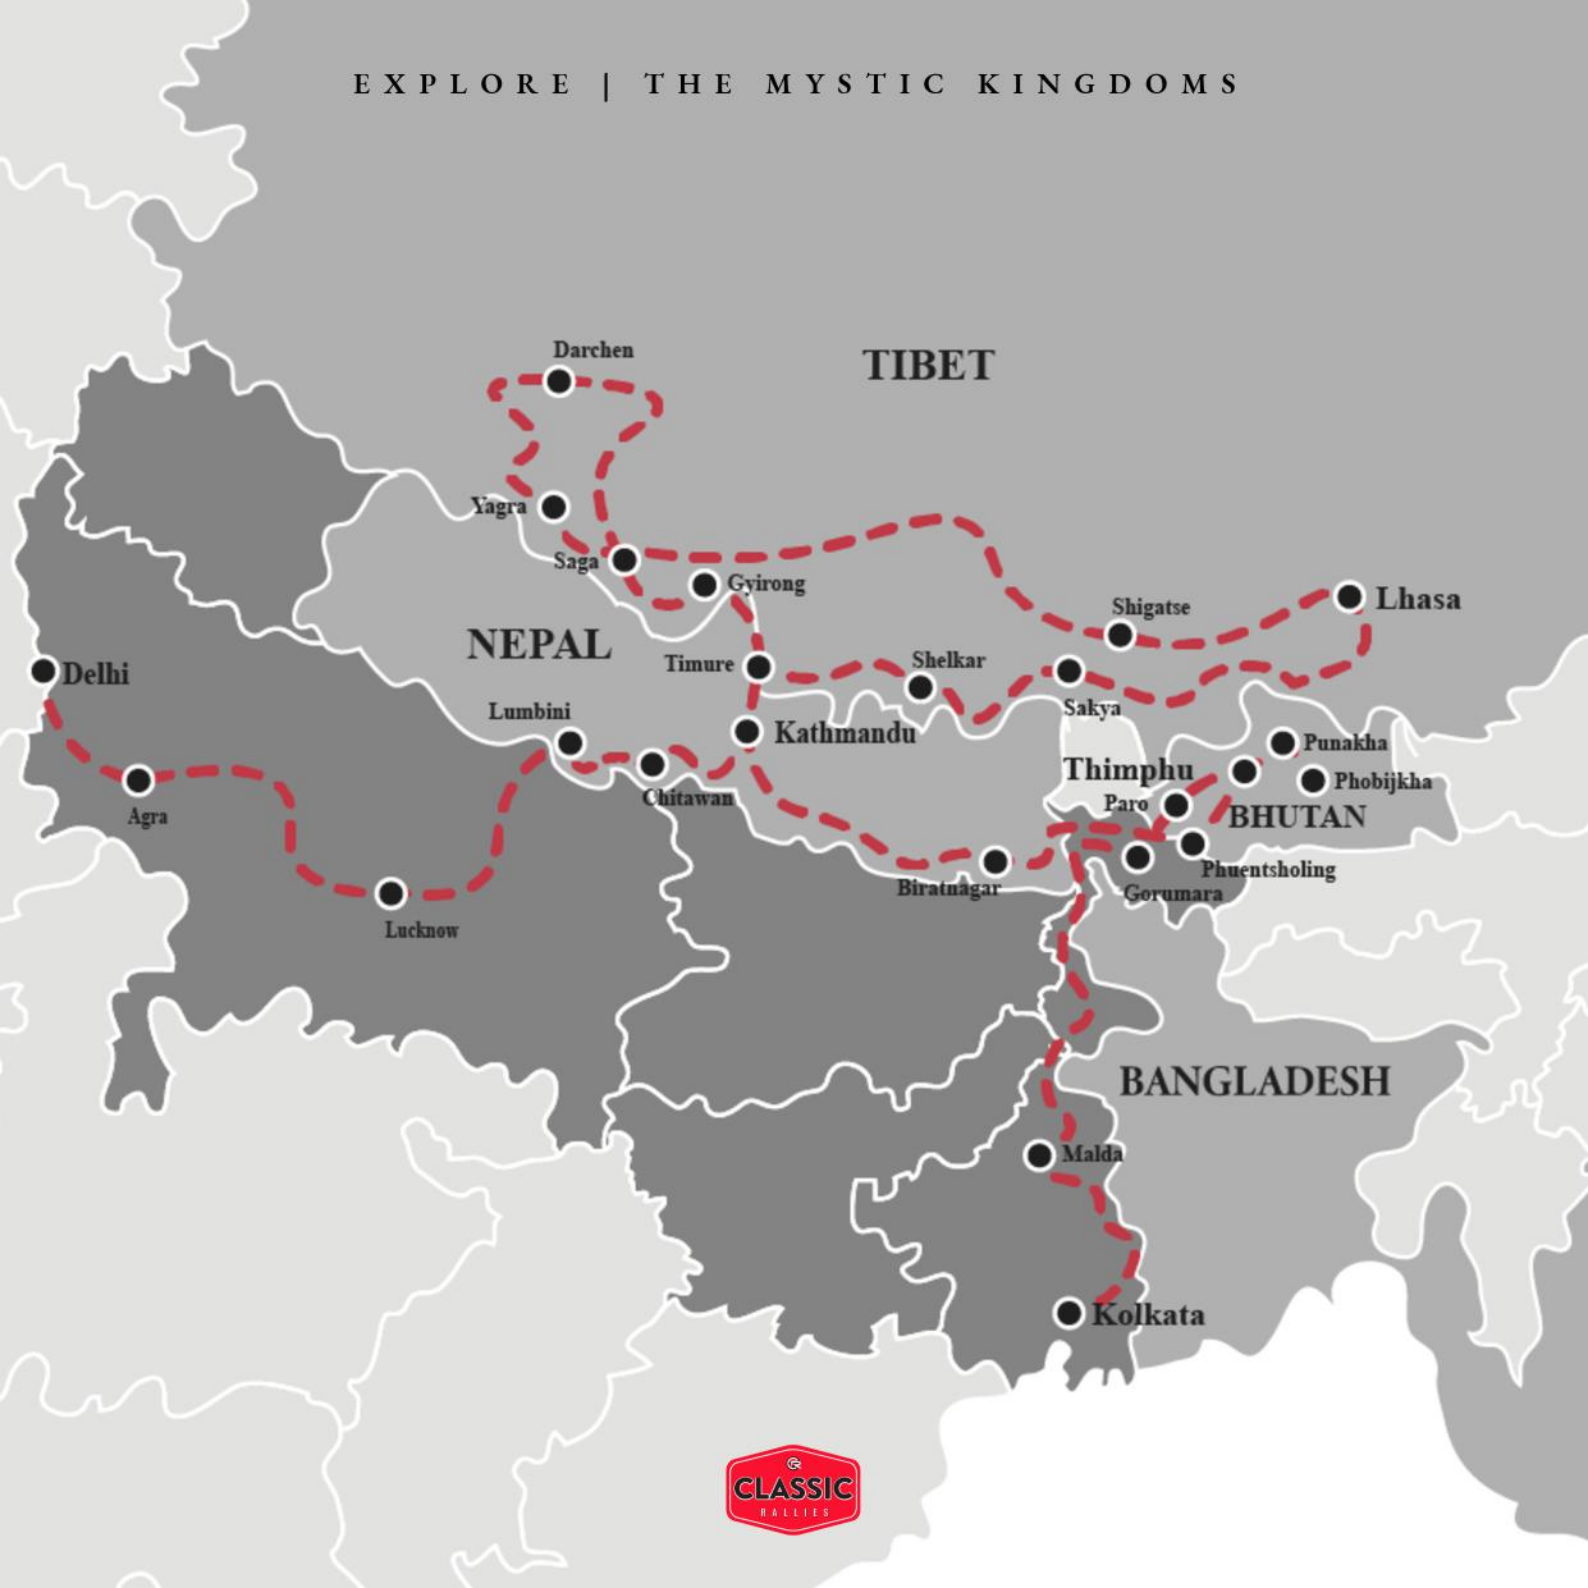 EXPLORE | THE MYSTIC KINGDOMS
Darchen
TIBET
Yagra
Saga
Gyirong
Lhasa
Shigatse
NEPAL
Timure
Shelkar
Delhi
Sakya
Lumbini
Kathmandu
Punakha
Thimphu
Phobijkha
Chitawan
Paro
Agra
BHUTAN
Phuentsholing
Biratnagar
Gorumara
Lucknow
BANGLADESH
Malda
Kolkata
CLASSIC
RALLIES